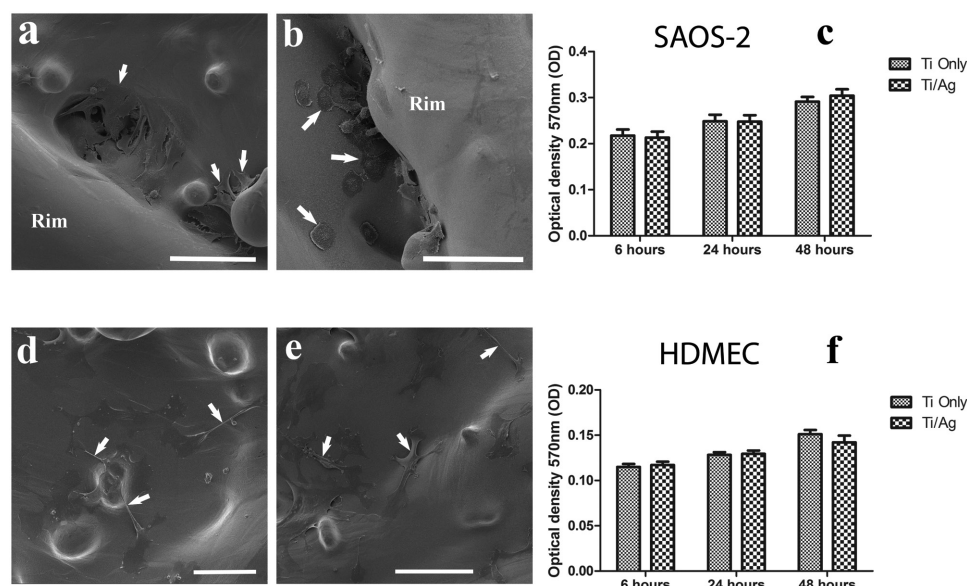 a
Rim
b
Rim
SAOS-2
c
Optical density 570nm (OD)
0.4
0.3
0.2
0.1
0.0
6 hours
24 hours
48 hours
Ti Only
Ti/Ag
d
e
HDMEC
f
Optical density 570nm (OD)
0.20
0.15
0.10
0.05
0.00
6 hours
24 hours
48 hours
Ti Only
Ti/Ag